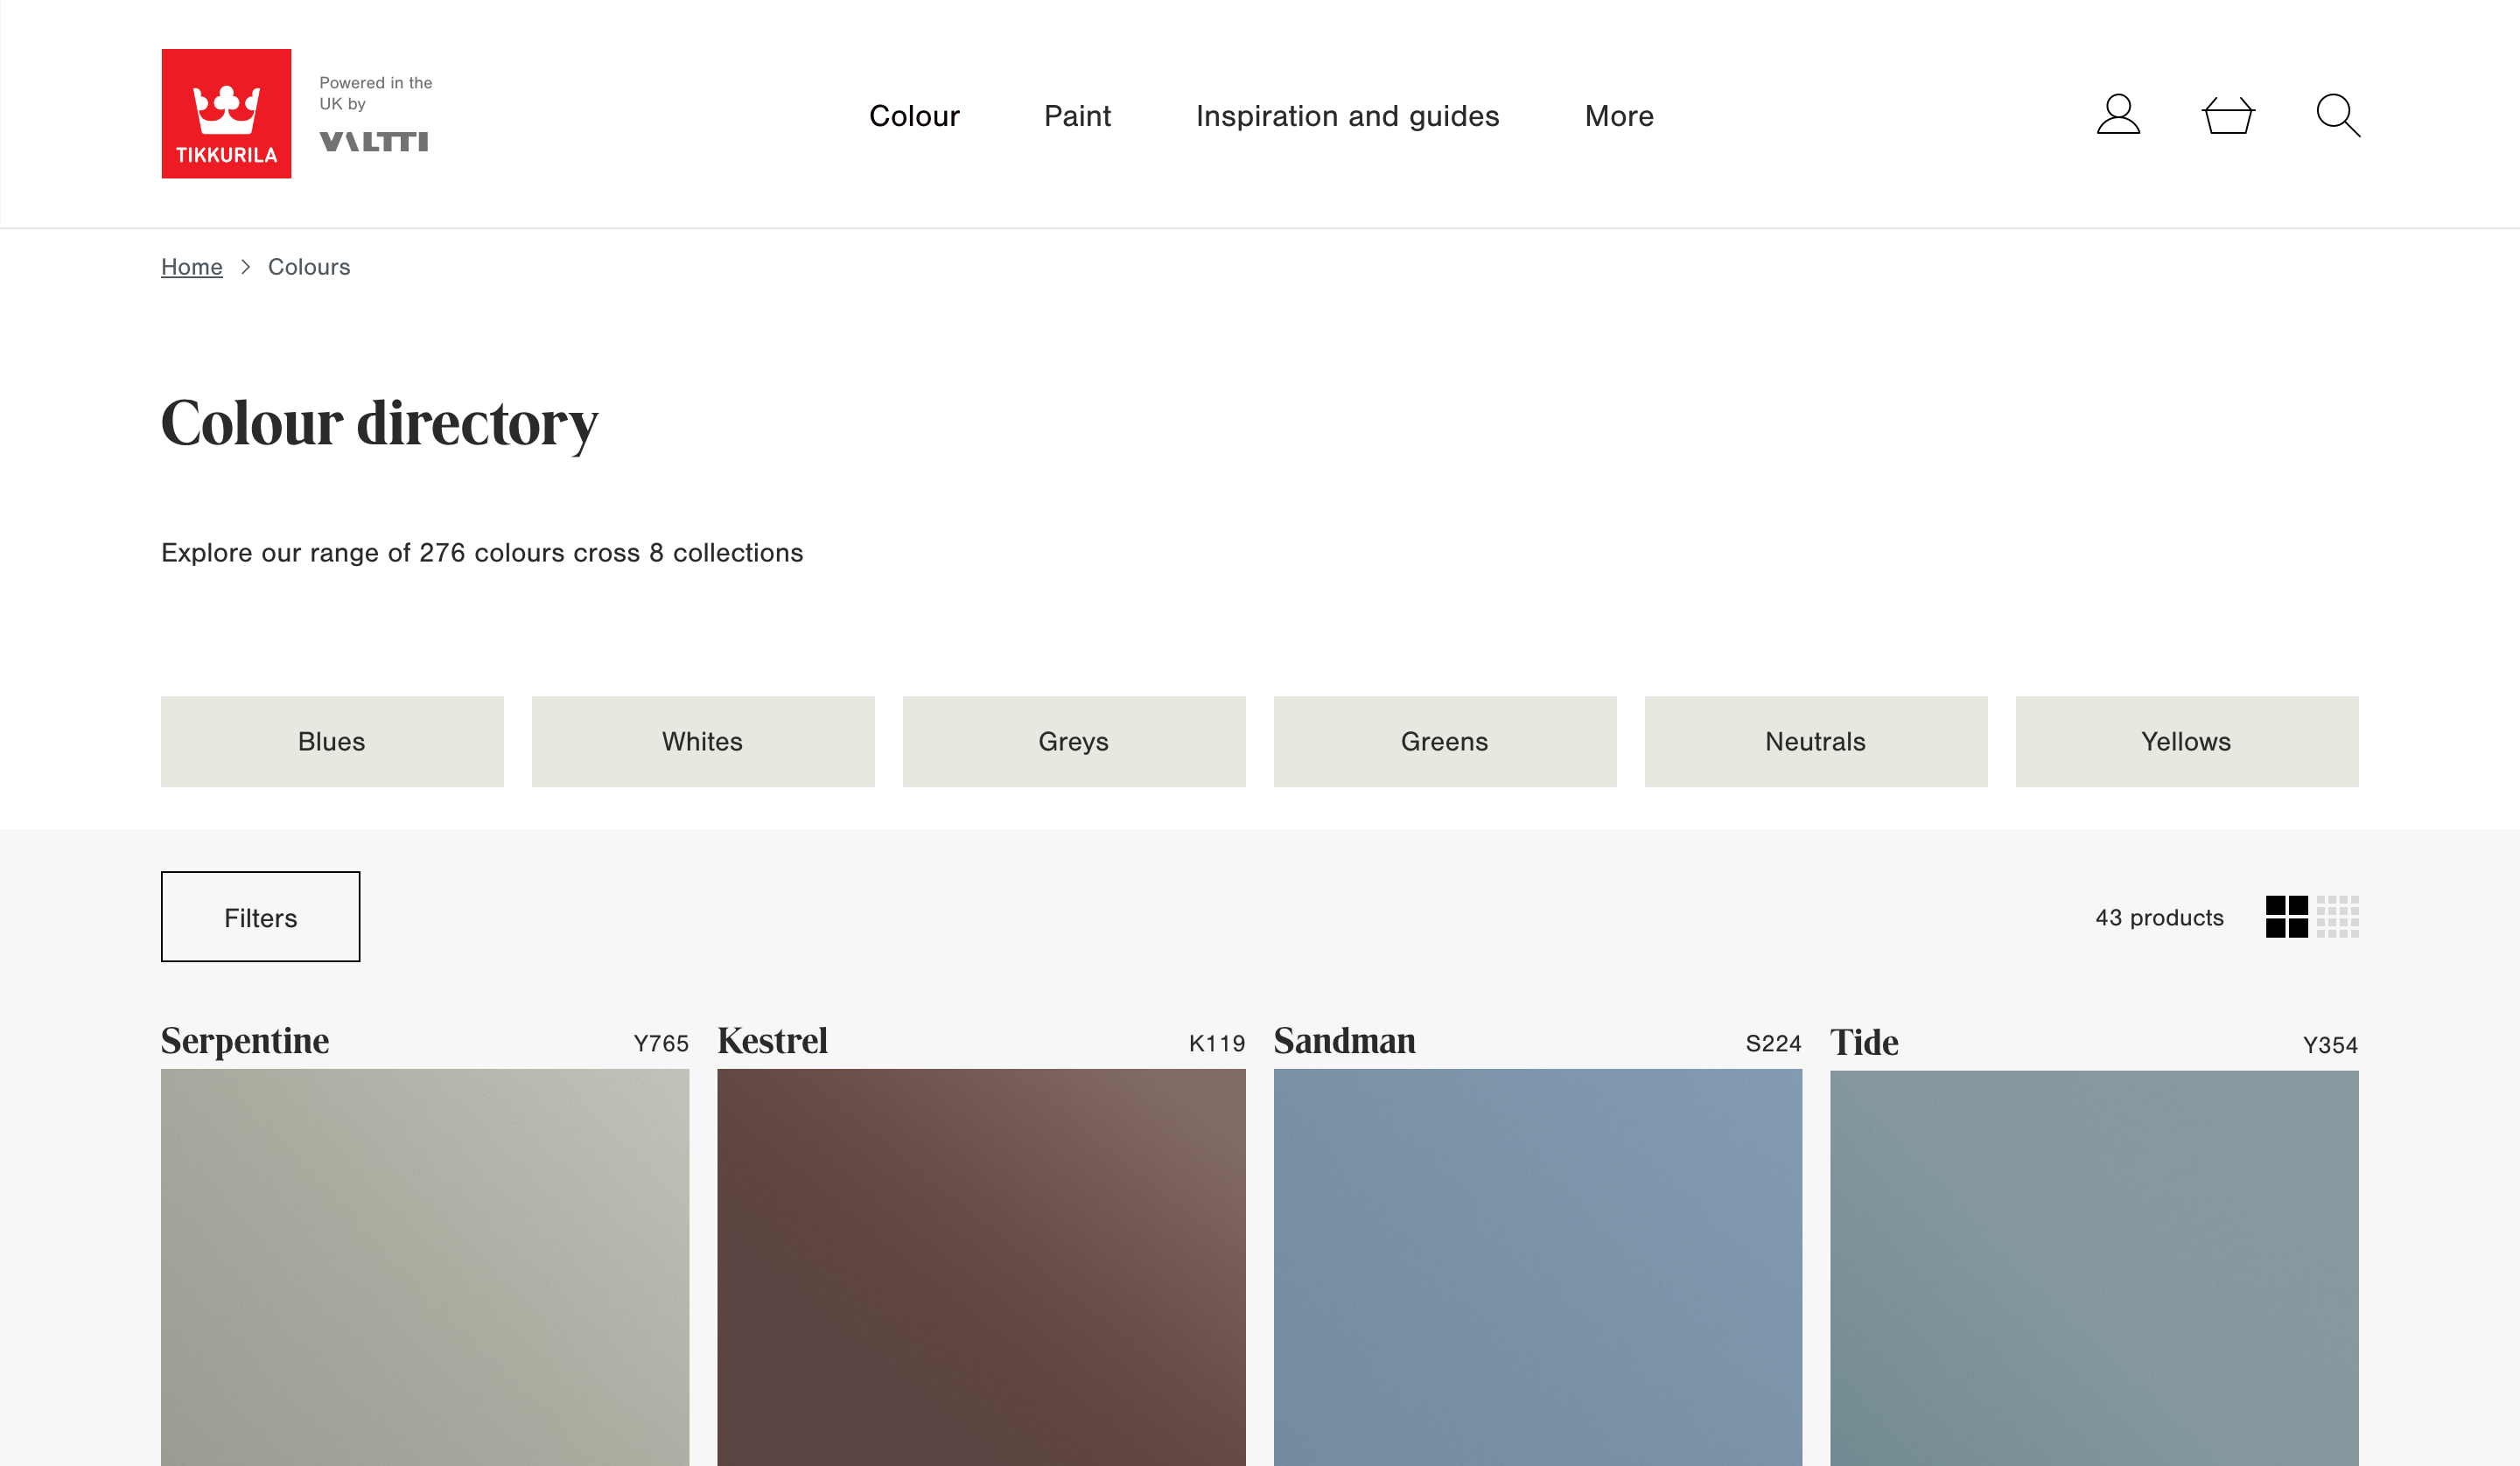 TIKKURILA
Powered in the
UK by
VALTTI
Colour
Paint
Inspiration and guides
More
Home > Colours
Colour directory
Explore our range of 276 colours cross 8 collections
Blues
Whites
Greys
Greens
Neutrals
Yellows
Filters
43 products
Serpentine Y765
Kestrel K119
Sandman S224
Tide Y354